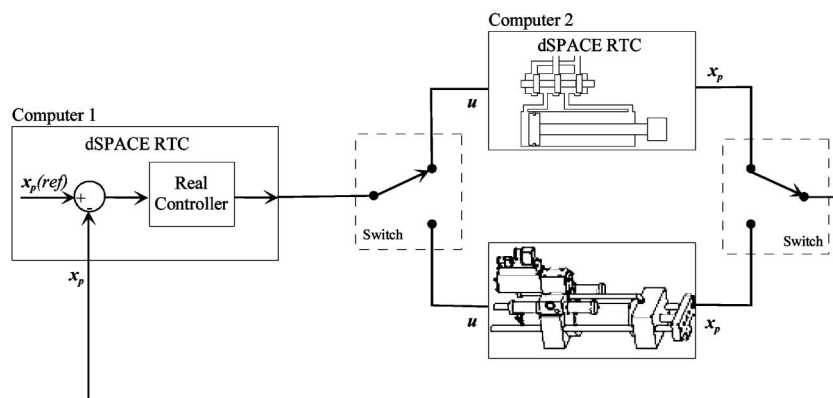 Computer 2
dSPACE RTC
x_p
u
Computer 1
dSPACE RTC
x_p(ref)
+
-
Real
Controller
Switch
Switch
x_p
u
x_p